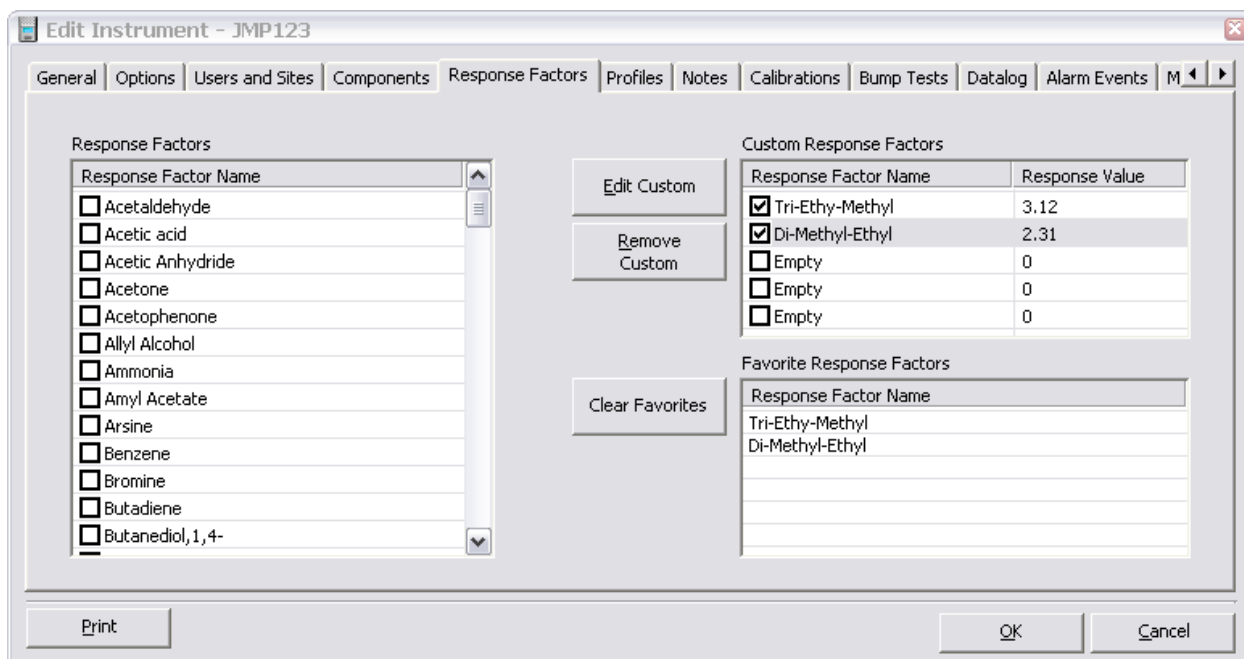 Edit Instrument - JMP123
General Options Users and Sites Components Response Factors Profiles Notes Calibrations Bump Tests Datalog Alarm Events M
Response Factors
Response Factor Name
Acetaldehyde
Acetic acid
Acetic Anhydride
Acetone
Acetophenone
Allyl Alcohol
Ammonia
Amyl Acetate
Arsine
Benzene
Bromine
Butadiene
Butanediol,1,4-
Edit Custom
Remove
Custom
Clear Favorites
Custom Response Factors
Response Factor Name Response Value
Tri-Ethy-Methyl 3.12
Di-Methyl-Ethyl 2.31
Empty 0
Empty 0
Empty 0
Favorite Response Factors
Response Factor Name
Tri-Ethy-Methyl
Di-Methyl-Ethyl
Print OK Cancel